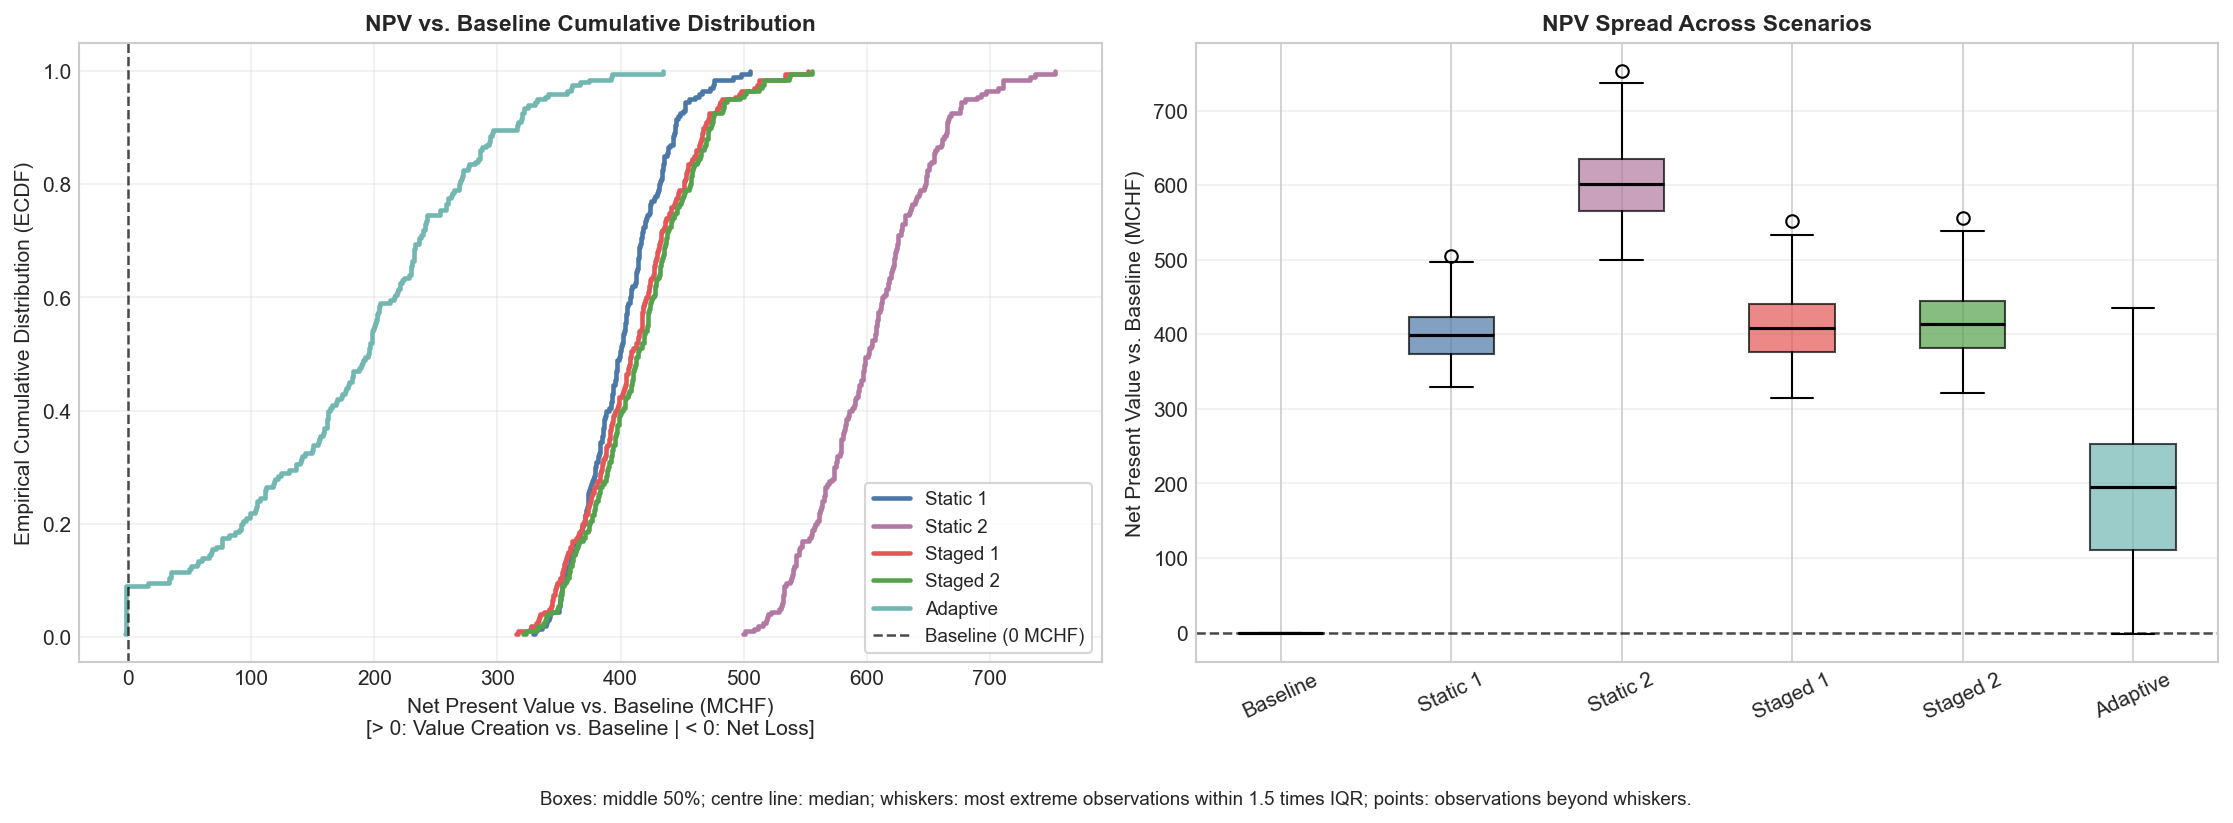 NPV vs. Baseline Cumulative Distribution
Empirical Cumulative Distribution (ECDF)
1.0
0.8
0.6
0.4
0.2
0.0
0 100 200 300 400 500 600 700
Net Present Value vs. Baseline (MCHF)
[> 0: Value Creation vs. Baseline | < 0: Net Loss]
Static 1
Static 2
Staged 1
Staged 2
Adaptive
Baseline (0 MCHF)
NPV Spread Across Scenarios
Net Present Value vs. Baseline (MCHF)
700
600
500
400
300
200
100
0
Baseline Static 1 Static 2 Staged 1 Staged 2 Adaptive
Boxes: middle 50%; centre line: median; whiskers: most extreme observations within 1.5 times IQR; points: observations beyond whiskers.